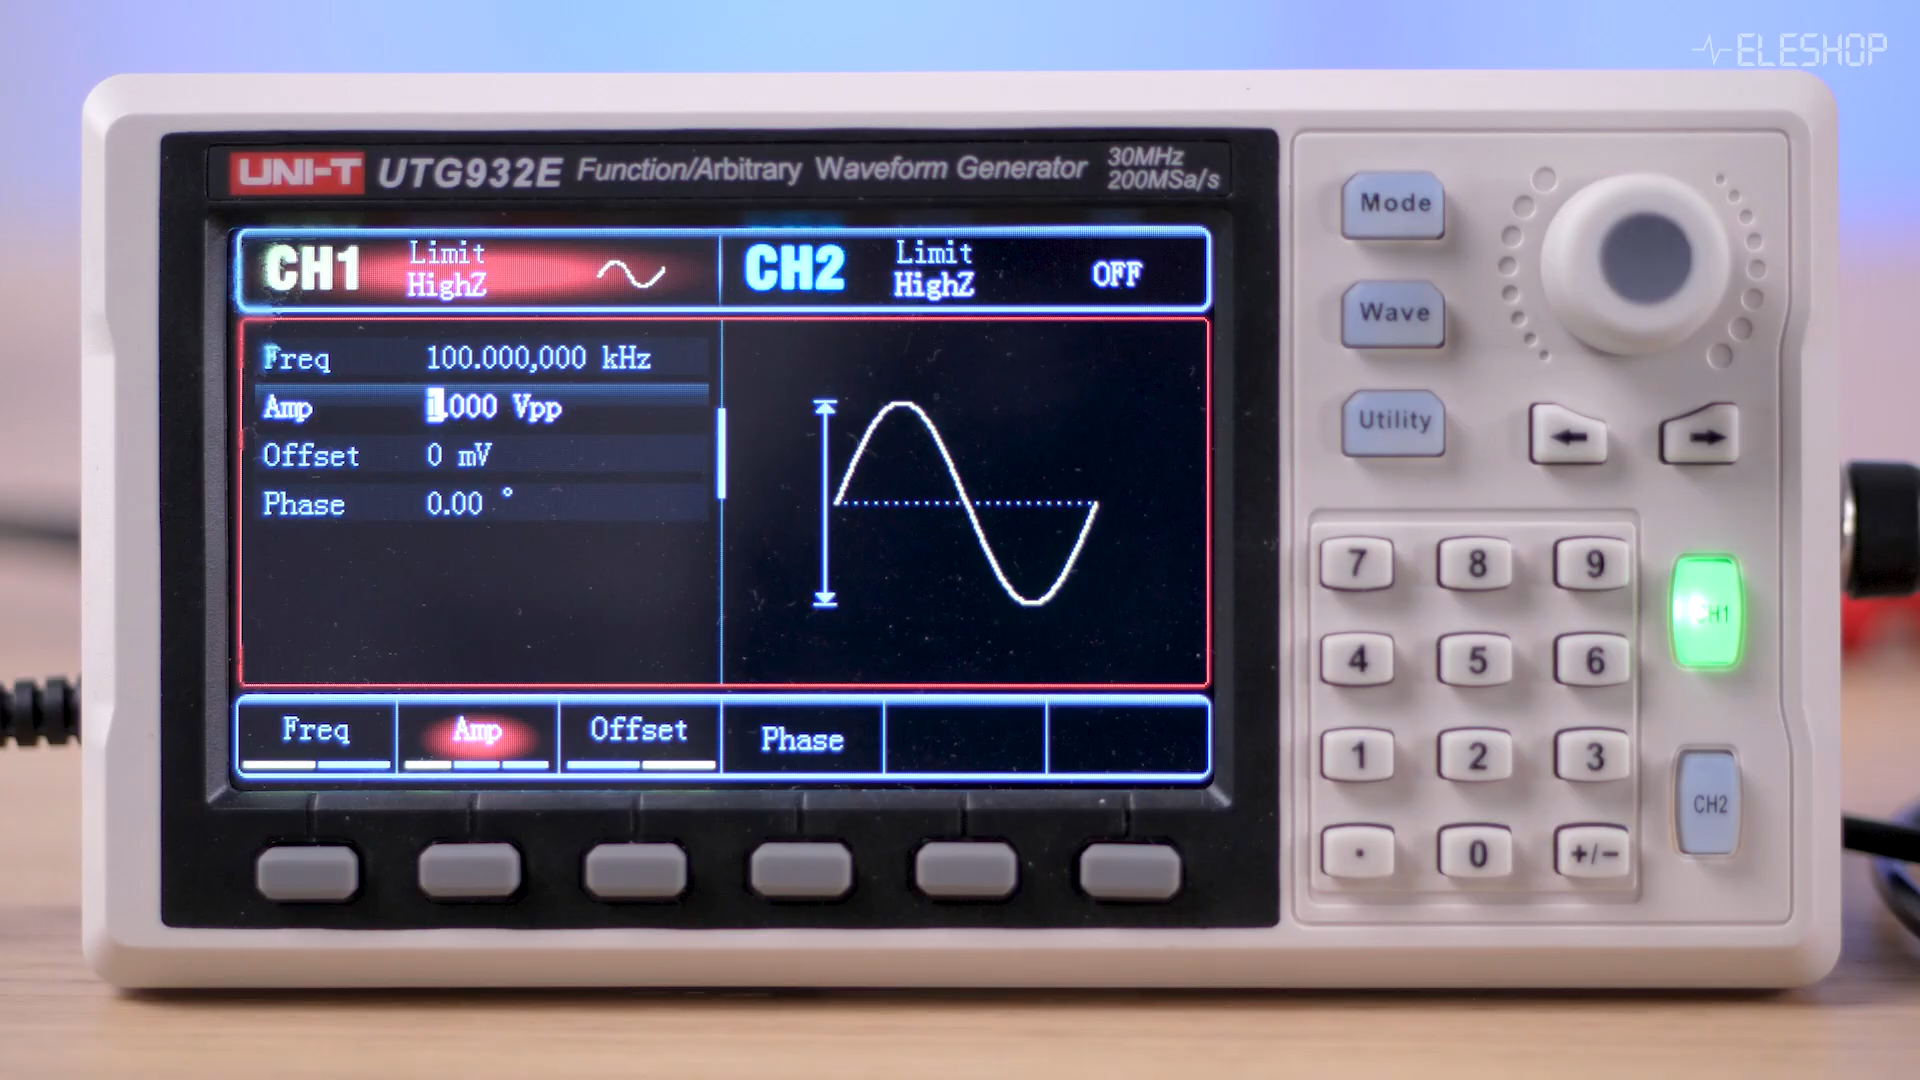 ELESHOP
UNI-T UTG932E Function/Arbitrary Waveform Generator 30MHz 200MSa/s
CH1 Limit HighZ
CH2 Limit HighZ OFF
Freq 100.000,000 kHz
Amp 1.000 Vpp
Offset 0 mV
Phase 0.00 °
Freq Amp Offset Phase
Mode
Wave
Utility
7 8 9
4 5 6
1 2 3
. 0 +/-
CH1
CH2